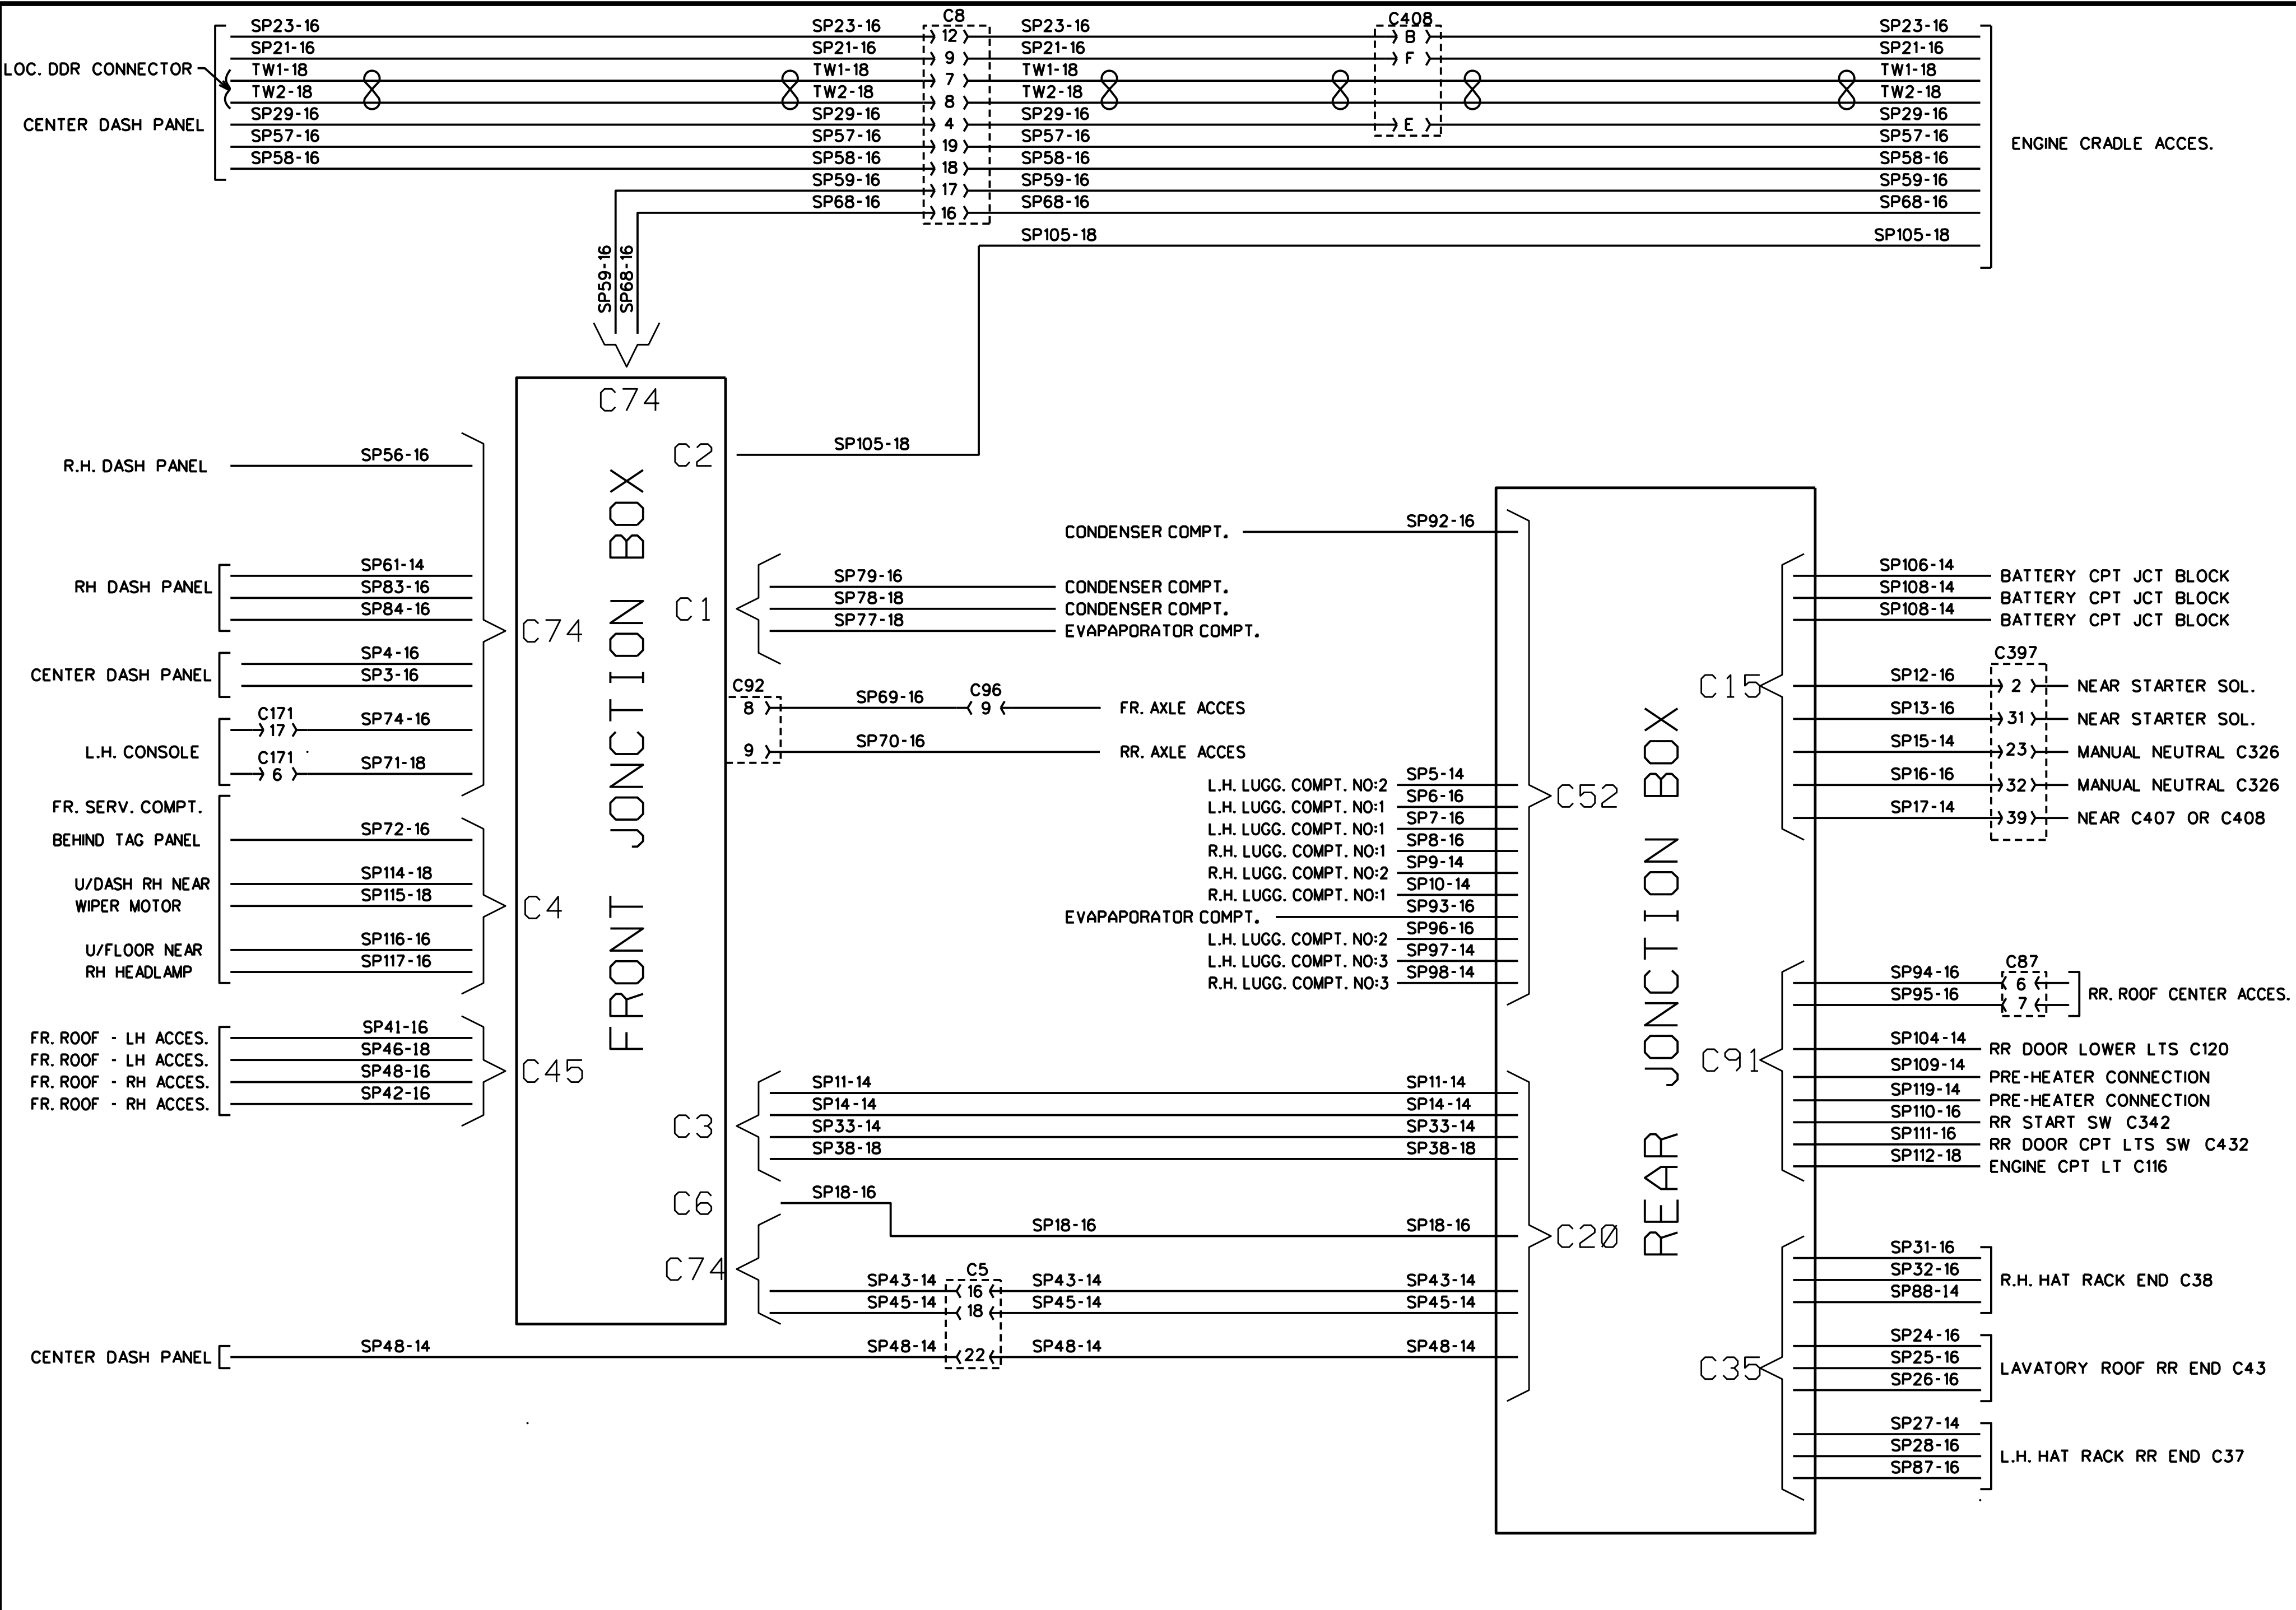 C8 C408
SP23-16 SP23-16 12 SP23-16 B SP23-16
SP21-16 SP21-16 9 SP21-16 F SP21-16
LOC. DDR CONNECTOR TW1-18 TW1-18 7 TW1-18 TW1-18
TW2-18 TW2-18 8 TW2-18 TW2-18
CENTER DASH PANEL SP29-16 SP29-16 4 SP29-16 E SP29-16
SP57-16 SP57-16 19 SP57-16 SP57-16 ENGINE CRADLE ACCES.
SP58-16 SP58-16 18 SP58-16 SP58-16
SP59-16 17 SP59-16 SP59-16
SP68-16 16 SP68-16 SP68-16
SP105-18 SP105-18
SP59-16
SP68-16
C74
FRONT JONCTION BOX
C2 SP105-18
R.H. DASH PANEL SP56-16
RH DASH PANEL SP61-14
SP83-16
SP84-16
C74
CENTER DASH PANEL SP4-16
SP3-16
L.H. CONSOLE
C171 17 SP74-16
C171 6 SP71-18
FR. SERV. COMPT.
BEHIND TAG PANEL SP72-16
U/DASH RH NEAR SP114-18
WIPER MOTOR SP115-18
C4
U/FLOOR NEAR SP116-16
RH HEADLAMP SP117-16
FR. ROOF - LH ACCES. SP41-16
FR. ROOF - LH ACCES. SP46-18
FR. ROOF - RH ACCES. SP48-16
FR. ROOF - RH ACCES. SP42-16
C45
C1
SP79-16 CONDENSER COMPT.
SP78-18 CONDENSER COMPT.
SP77-18 EVAPAPORATOR COMPT.
C92 C96
8 SP69-16 9 FR. AXLE ACCES
9 SP70-16 RR. AXLE ACCES
C3
SP11-14 SP11-14
SP14-14 SP14-14
SP33-14 SP33-14
SP38-18 SP38-18
C6 SP18-16 SP18-16 SP18-16
C74
C5
SP43-14 16 SP43-14 SP43-14
SP45-14 18 SP45-14 SP45-14
CENTER DASH PANEL SP48-14 SP48-14 22 SP48-14 SP48-14
REAR JONCTION BOX
CONDENSER COMPT. SP92-16
L.H. LUGG. COMPT. NO:2 SP5-14
L.H. LUGG. COMPT. NO:1 SP6-16
L.H. LUGG. COMPT. NO:1 SP7-16
R.H. LUGG. COMPT. NO:1 SP8-16
R.H. LUGG. COMPT. NO:2 SP9-14
R.H. LUGG. COMPT. NO:1 SP10-14
EVAPAPORATOR COMPT. SP93-16
L.H. LUGG. COMPT. NO:2 SP96-16
L.H. LUGG. COMPT. NO:3 SP97-14
R.H. LUGG. COMPT. NO:3 SP98-14
C52
C20
C15
SP106-14 BATTERY CPT JCT BLOCK
SP108-14 BATTERY CPT JCT BLOCK
SP108-14 BATTERY CPT JCT BLOCK
C397
SP12-16 2 NEAR STARTER SOL.
SP13-16 31 NEAR STARTER SOL.
SP15-14 23 MANUAL NEUTRAL C326
SP16-16 32 MANUAL NEUTRAL C326
SP17-14 39 NEAR C407 OR C408
C91
C87
SP94-16 6
SP95-16 7
RR. ROOF CENTER ACCES.
SP104-14 RR DOOR LOWER LTS C120
SP109-14 PRE-HEATER CONNECTION
SP119-14 PRE-HEATER CONNECTION
SP110-16 RR START SW C342
SP111-16 RR DOOR CPT LTS SW C432
SP112-18 ENGINE CPT LT C116
C35
SP31-16
SP32-16 R.H. HAT RACK END C38
SP88-14
SP24-16
SP25-16 LAVATORY ROOF RR END C43
SP26-16
SP27-14
SP28-16 L.H. HAT RACK RR END C37
SP87-16